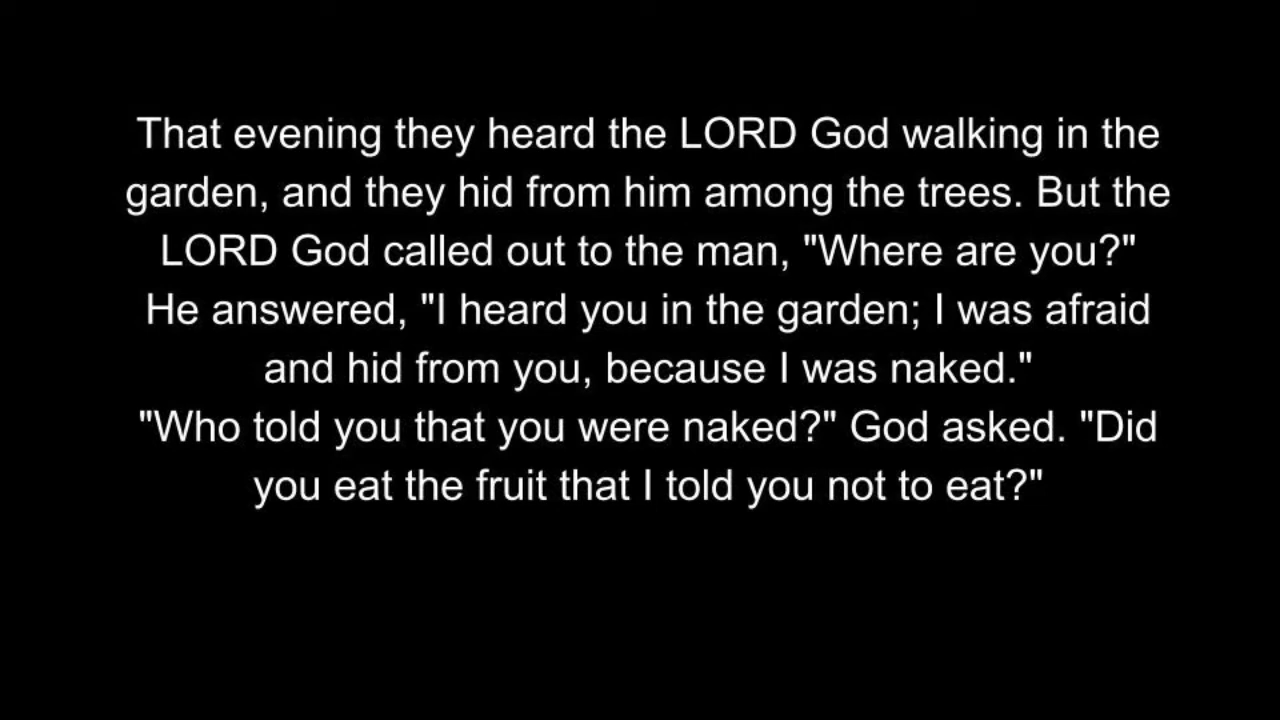 That evening they heard the LORD God walking in the
garden, and they hid from him among the trees. But the
LORD God called out to the man, "Where are you?"
He answered, "I heard you in the garden; I was afraid
and hid from you, because I was naked."
"Who told you that you were naked?" God asked. "Did
you eat the fruit that I told you not to eat?"